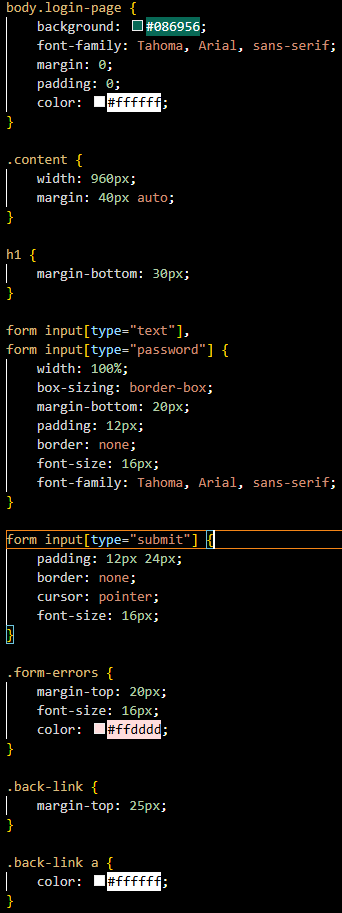 body.login-page {
    background: #086956;
    font-family: Tahoma, Arial, sans-serif;
    margin: 0;
    padding: 0;
    color: #ffffff;
}

.content {
    width: 960px;
    margin: 40px auto;
}

h1 {
    margin-bottom: 30px;
}

form input[type="text"],
form input[type="password"] {
    width: 100%;
    box-sizing: border-box;
    margin-bottom: 20px;
    padding: 12px;
    border: none;
    font-size: 16px;
    font-family: Tahoma, Arial, sans-serif;
}

form input[type="submit"] {
    padding: 12px 24px;
    border: none;
    cursor: pointer;
    font-size: 16px;
}

.form-errors {
    margin-top: 20px;
    font-size: 16px;
    color: #ffdddd;
}

.back-link {
    margin-top: 25px;
}

.back-link a {
    color: #ffffff;
}